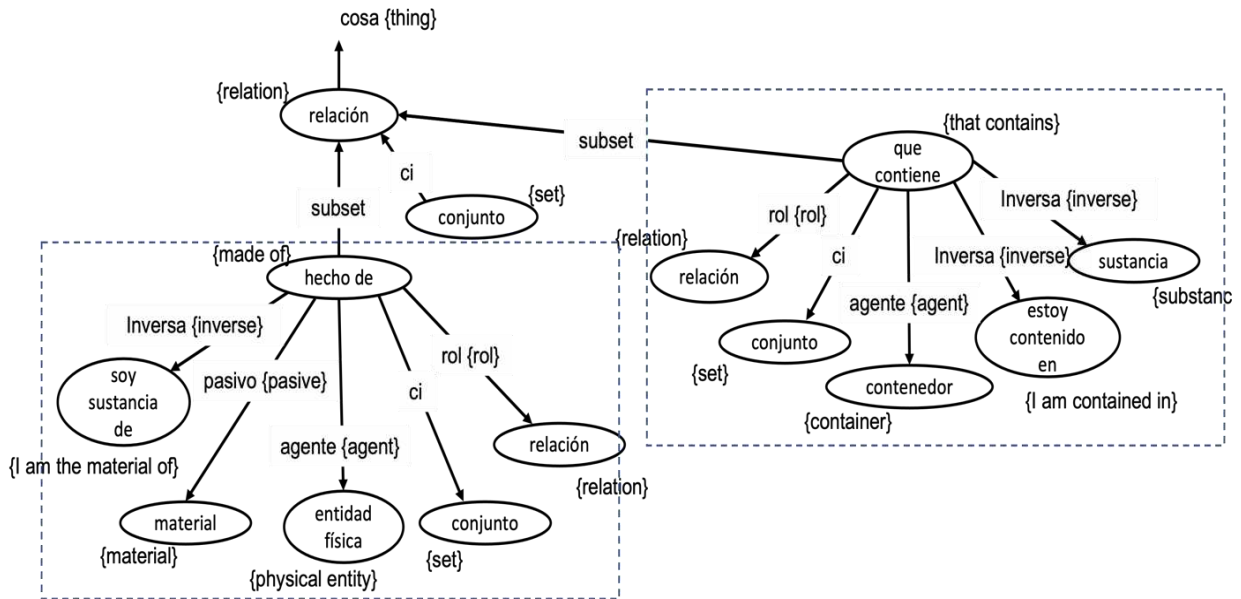 cosa {thing}
{relation}
relación
subset
{that contains}
que
contiene
ci
{set}
conjunto
subset
rol {rol}
Inversa {inverse}
{relation}
relación
ci
Inversa {inverse}
sustancia
{substanc
agente {agent}
conjunto
{set}
estoy
contenido
en
contenedor
{container}
{I am contained in}
{made of}
hecho de
Inversa {inverse}
rol {rol}
soy
sustancia
de
pasivo {pasive}
ci
agente {agent}
relación
{relation}
{I am the material of}
material
{material}
entidad
física
{physical entity}
conjunto
{set}